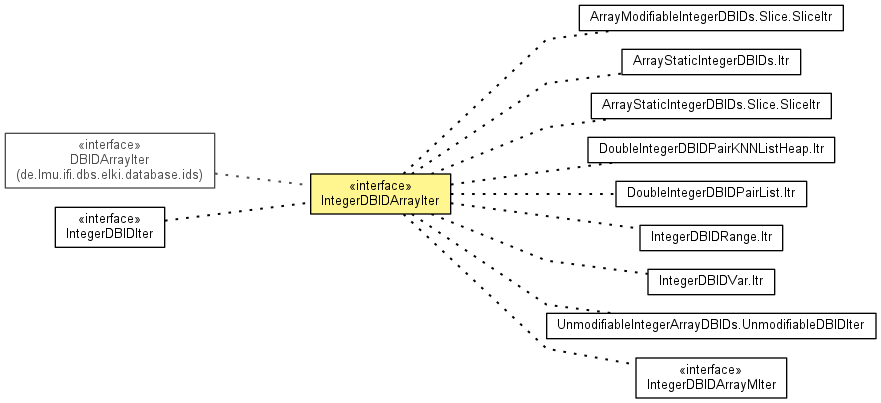 «interface»
DBIDArrayIter
(de.lmu.ifi.dbs.elki.database.ids)
«interface»
IntegerDBIDIter
«interface»
IntegerDBIDArrayIter
ArrayModifiableIntegerDBIDs.Slice.SliceItr
ArrayStaticIntegerDBIDs.Itr
ArrayStaticIntegerDBIDs.Slice.SliceItr
DoubleIntegerDBIDPairKNNListHeap.Itr
DoubleIntegerDBIDPairList.Itr
IntegerDBIDRange.Itr
IntegerDBIDVar.Itr
UnmodifiableIntegerArrayDBIDs.UnmodifiableDBIDIter
«interface»
IntegerDBIDArrayMIter